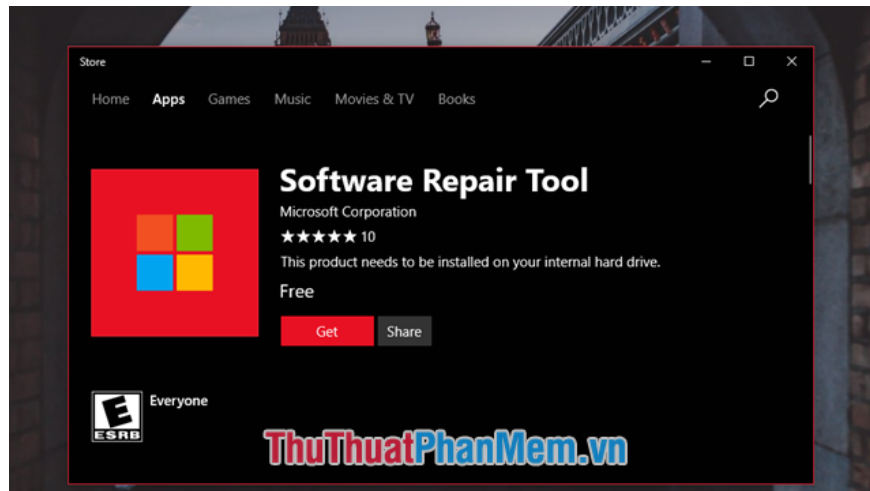 Store
Home Apps Games Music Movies & TV Books
Software Repair Tool
Microsoft Corporation
★★★★★ 10
This product needs to be installed on your internal hard drive.
Free
Get Share
E
ESRB
Everyone
ThuThuatPhanMem.vn